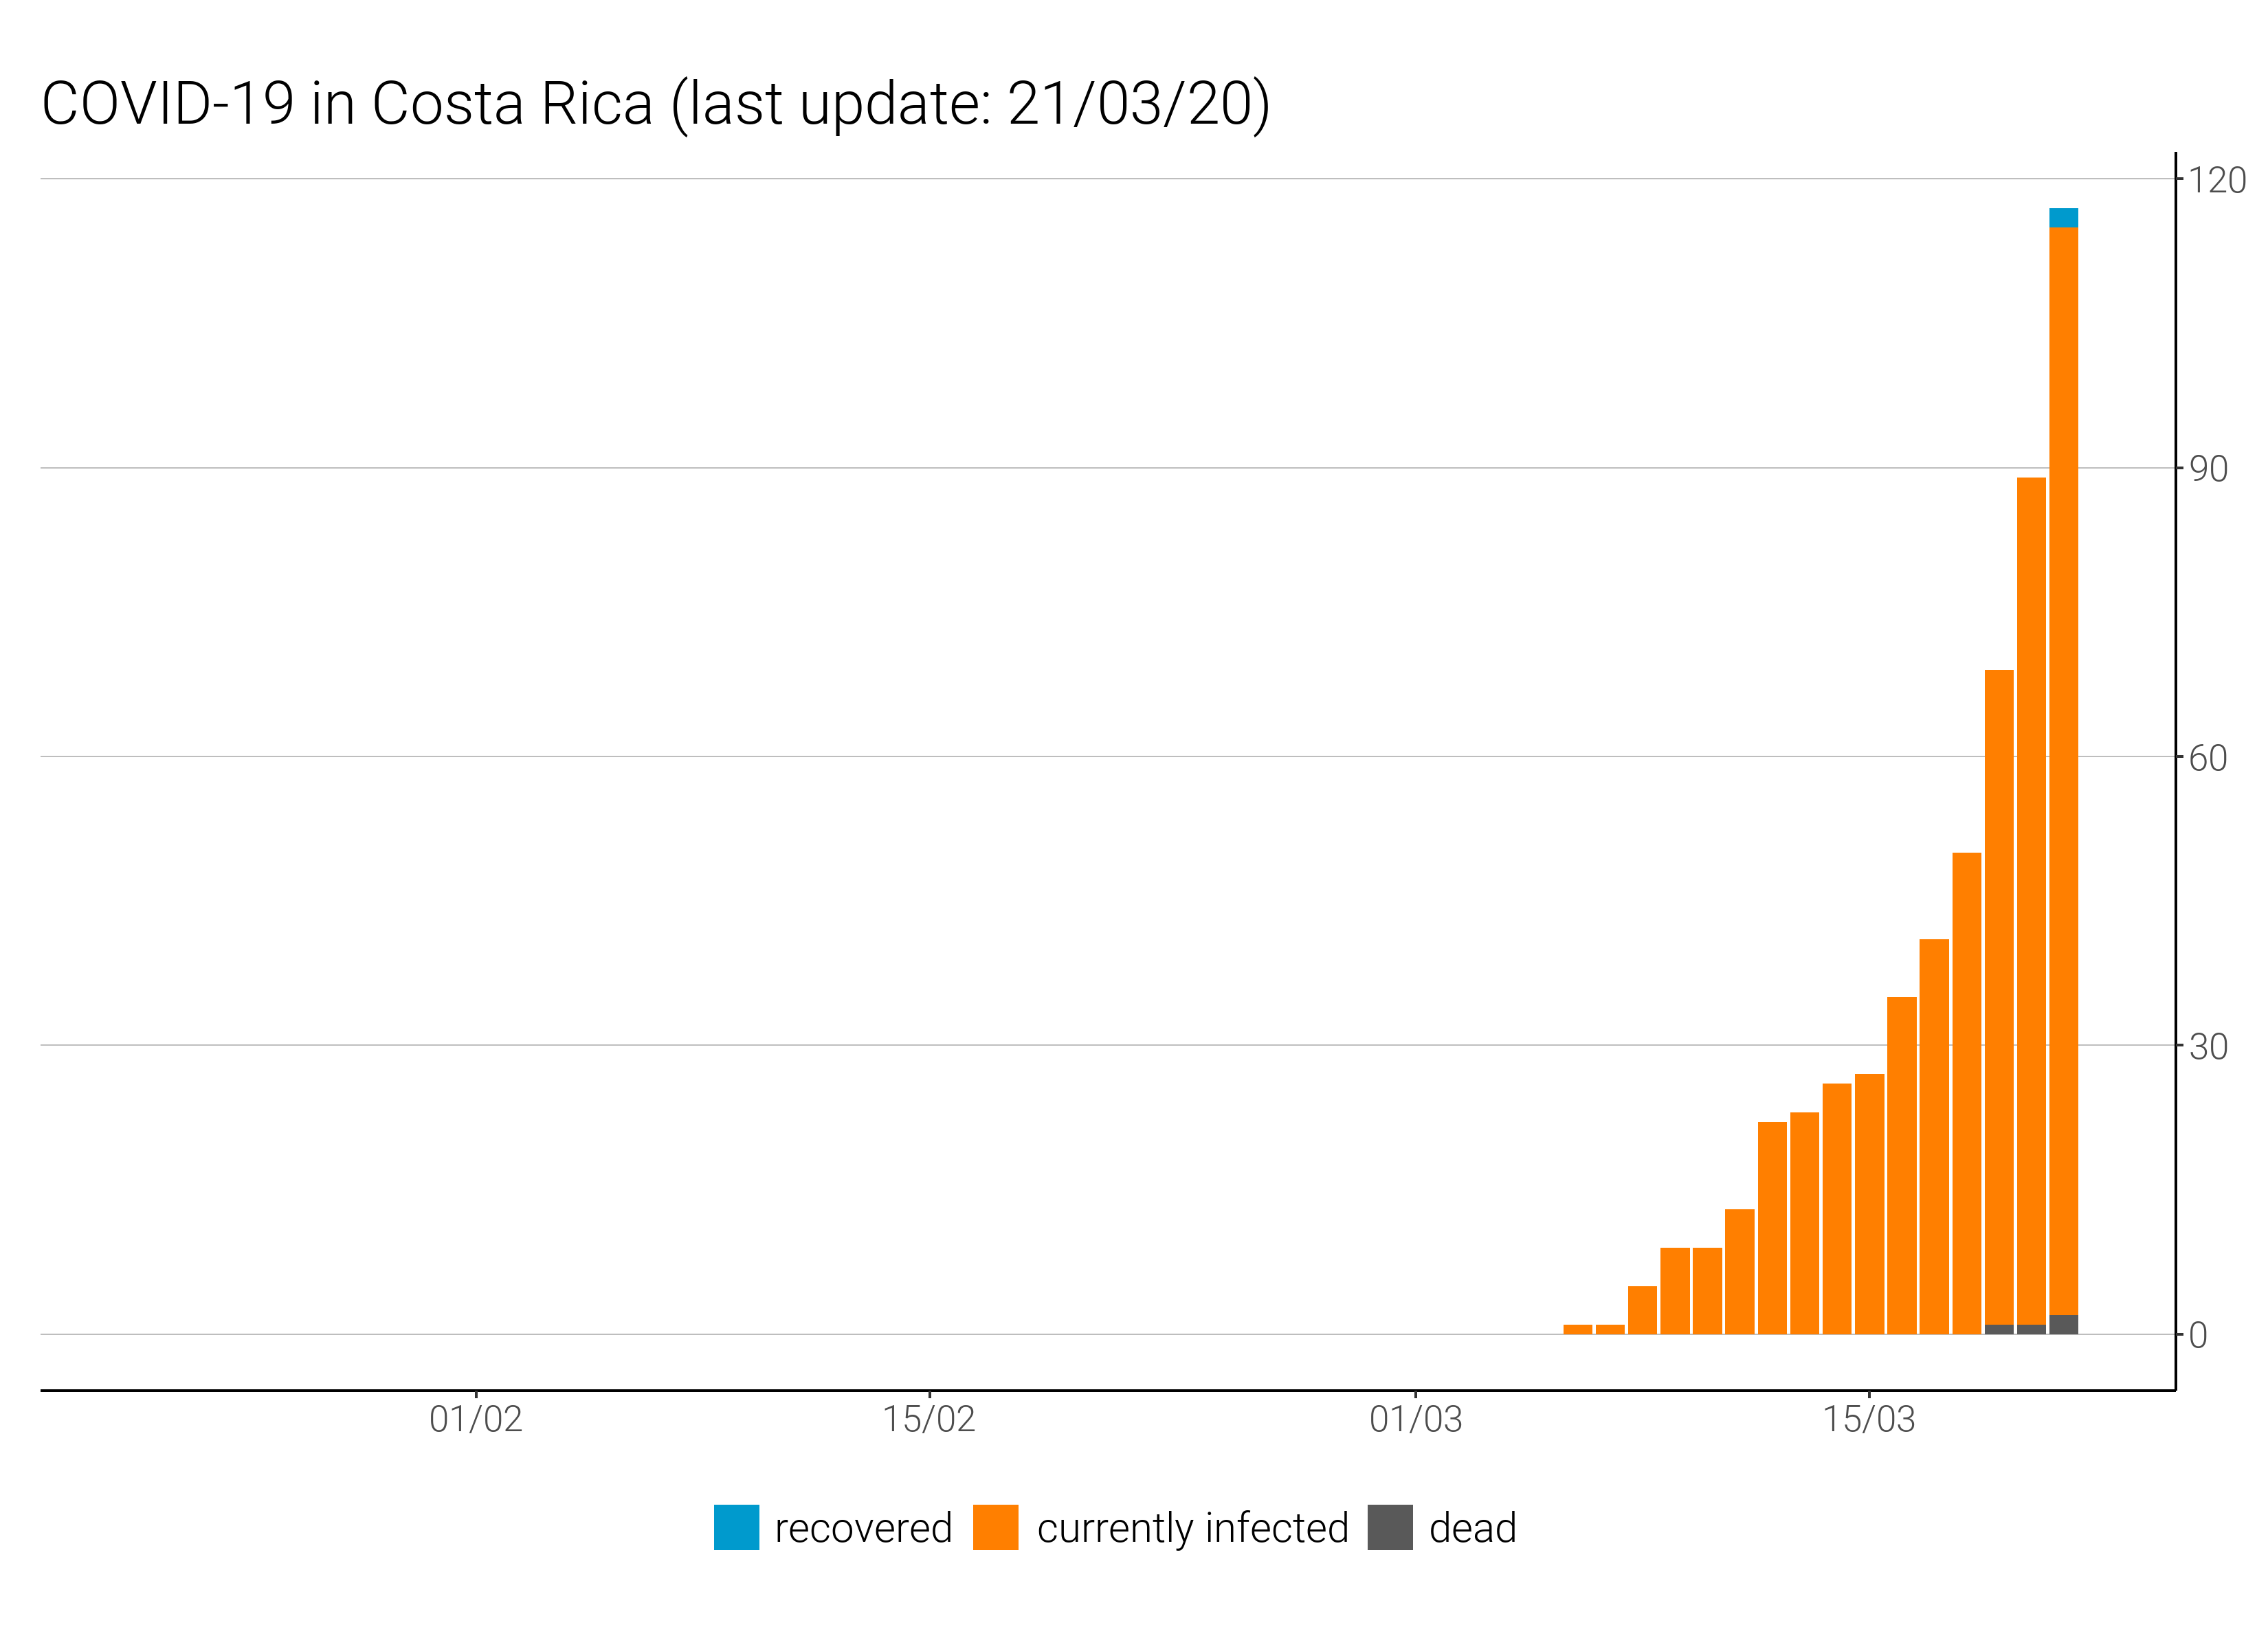 COVID-19 in Costa Rica (last update: 21/03/20)
120
90
60
30
0
01/02 15/02 01/03 15/03
recovered currently infected dead